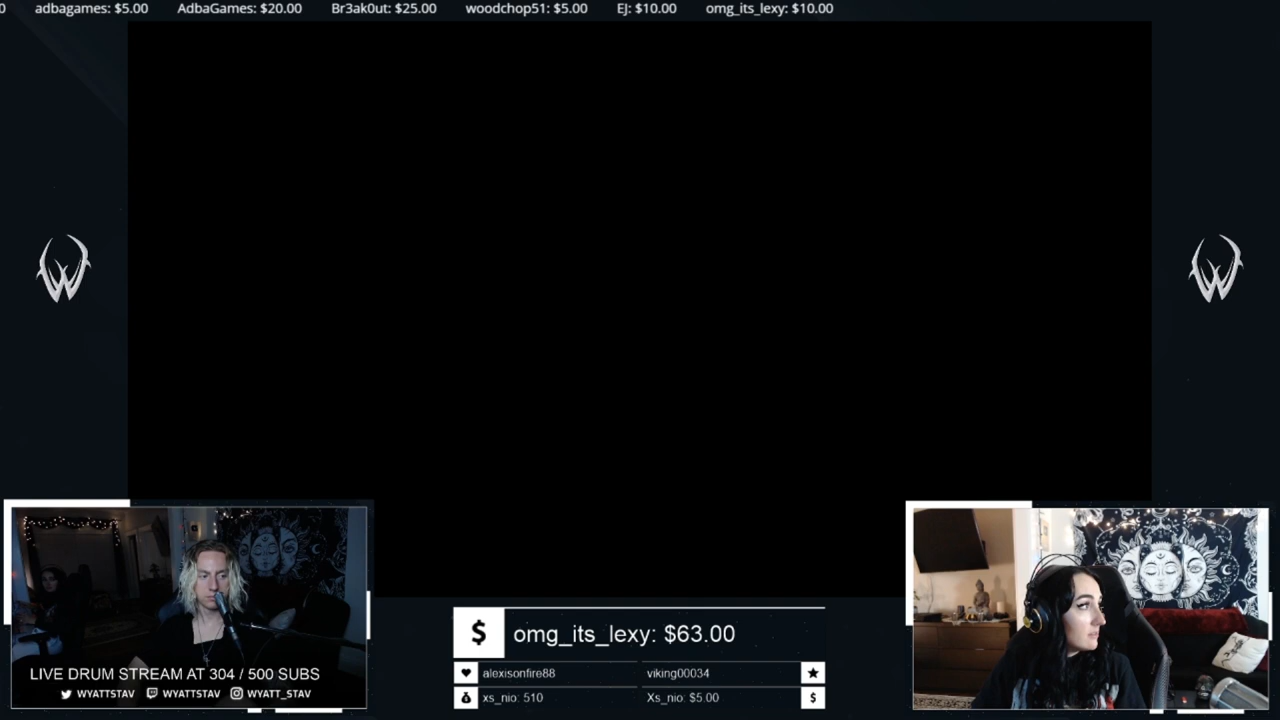 0 adbagames: $5.00 AdbaGames: $20.00 Br3ak0ut: $25.00 woodchop51: $5.00 EJ: $10.00 omg_its_lexy: $10.00
LIVE DRUM STREAM AT 304 / 500 SUBS
WYATTSTAV WYATTSTAV WYATT_STAV
$ omg_its_lexy: $63.00
alexisonfire88 viking00034
xs_nio: 510 Xs_nio: $5.00 $